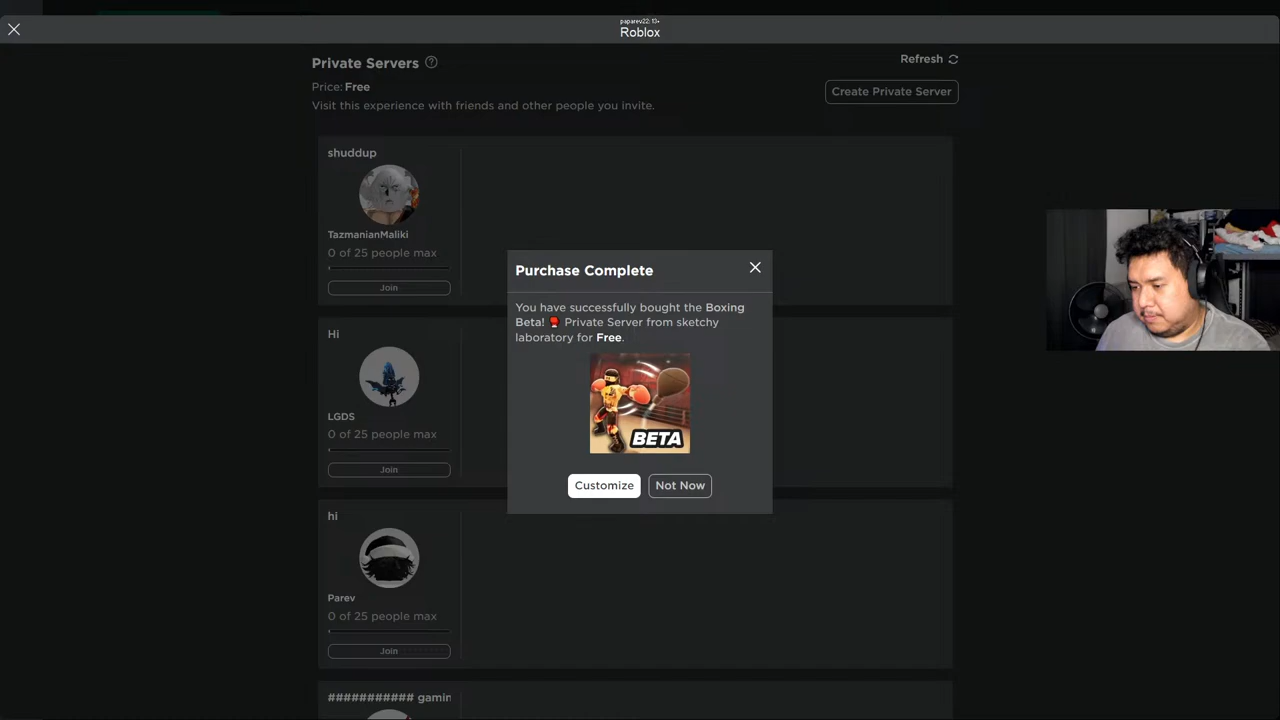 paparev22: 13+
Roblox
Private Servers
Refresh
Price: Free
Create Private Server
Visit this experience with friends and other people you invite.
shuddup
TazmanianMaliki
0 of 25 people max
Join
Purchase Complete
You have successfully bought the Boxing
Beta! 🥊 Private Server from sketchy
laboratory for Free.
BETA
Customize
Not Now
Hi
LGDS
0 of 25 people max
Join
hi
Parev
0 of 25 people max
Join
########### gamin